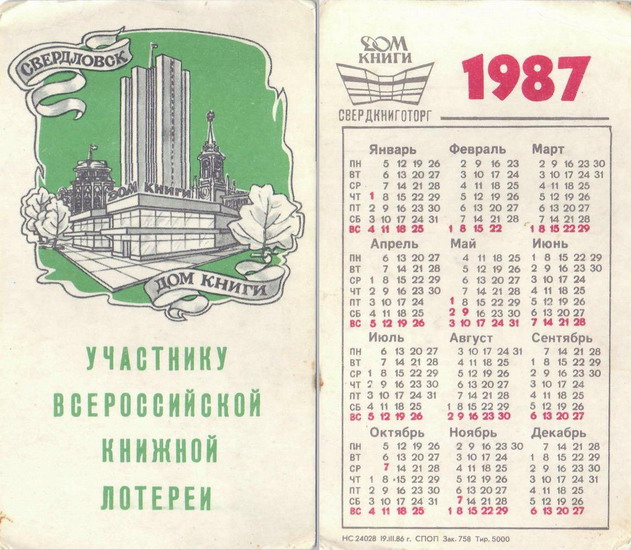 СВЕРДЛОВСК
ДОМ КНИГИ
ДОМ КНИГИ
УЧАСТНИКУ
ВСЕРОССИЙСКОЙ
КНИЖНОЙ
ЛОТЕРЕИ
ДОМ
КНИГИ
СВЕРДКНИГОТОРГ
1987
Январь Февраль Март
ПН 5 12 19 26 2 9 16 23 2 9 16 23 30
ВТ 6 13 20 27 3 10 17 24 3 10 17 24 31
СР 7 14 21 28 4 11 18 25 4 11 18 25
ЧТ 1 8 15 22 29 5 12 19 26 5 12 19 26
ПТ 2 9 16 23 30 6 13 20 27 6 13 20 27
СБ 3 10 17 24 31 7 14 21 28 7 14 21 28
ВС 4 11 18 25 1 8 15 22 1 8 15 22 29
Апрель Май Июнь
ПН 6 13 20 27 4 11 18 25 1 8 15 22 29
ВТ 7 14 21 28 5 12 19 26 2 9 16 23 30
СР 1 8 15 22 29 6 13 20 27 3 10 17 24
ЧТ 2 9 16 23 30 7 14 21 28 4 11 18 25
ПТ 3 10 17 24 1 8 15 22 29 5 12 19 26
СБ 4 11 18 25 2 9 16 23 30 6 13 20 27
ВС 5 12 19 26 3 10 17 24 31 7 14 21 28
Июль Август Сентябрь
ПН 6 13 20 27 3 10 17 24 31 7 14 21 28
ВТ 7 14 21 28 4 11 18 25 1 8 15 22 29
СР 1 8 15 22 29 5 12 19 26 2 9 16 23 30
ЧТ 2 9 16 23 30 6 13 20 27 3 10 17 24
ПТ 3 10 17 24 31 7 14 21 28 4 11 18 25
СБ 4 11 18 25 1 8 15 22 29 5 12 19 26
ВС 5 12 19 26 2 9 16 23 30 6 13 20 27
Октябрь Ноябрь Декабрь
ПН 5 12 19 26 2 9 16 23 30 7 14 21 28
ВТ 6 13 20 27 3 10 17 24 1 8 15 22 29
СР 7 14 21 28 4 11 18 25 2 9 16 23 30
ЧТ 1 8 15 22 29 5 12 19 26 3 10 17 24 31
ПТ 2 9 16 23 30 6 13 20 27 4 11 18 25
СБ 3 10 17 24 31 7 14 21 28 5 12 19 26
ВС 4 11 18 25 1 8 15 22 29 6 13 20 27
НС 24028 19.III.86 г. СПОП Зак. 758 Тир. 5000